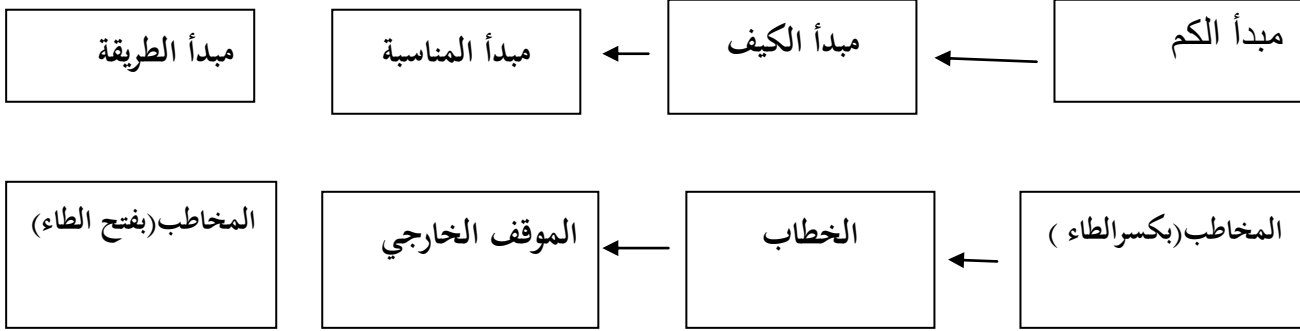 مبدأ الكم
مبدأ الكيف
مبدأ المناسبة
مبدأ الطريقة
المخاطب(بكسرالطاء )
الخطاب
الموقف الخارجي
المخاطب(بفتح الطاء)